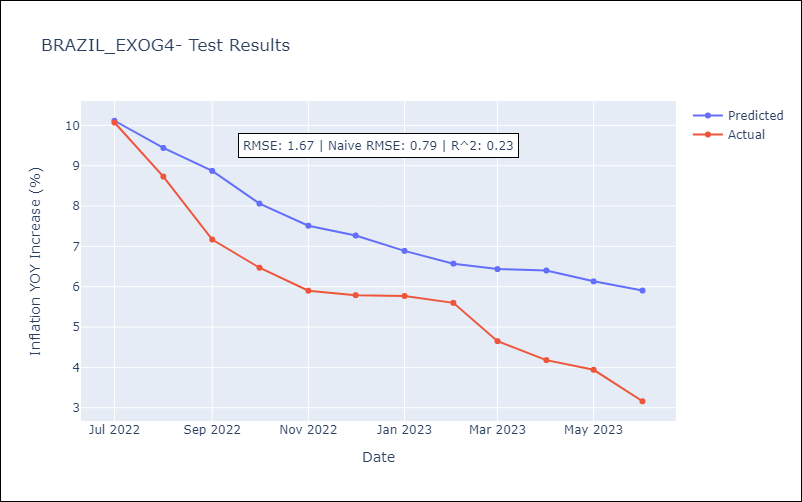 BRAZIL_EXOG4- Test Results
Predicted
Actual
RMSE: 1.67 | Naive RMSE: 0.79 | R^2: 0.23
Inflation YOY Increase (%)
10
9
8
7
6
5
4
3
Jul 2022 Sep 2022 Nov 2022 Jan 2023 Mar 2023 May 2023
Date